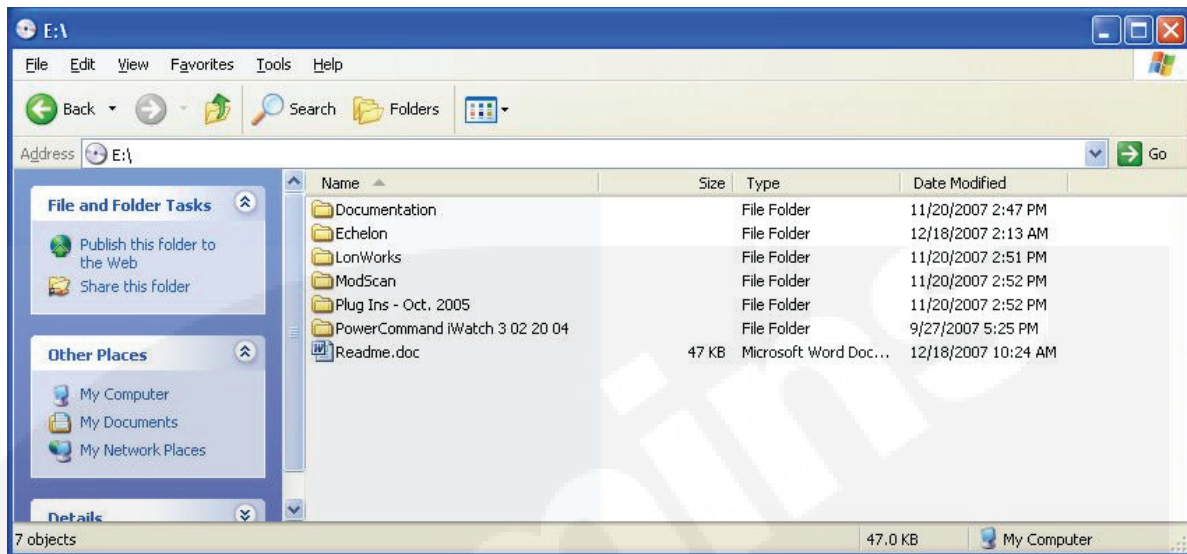 E:\
File Edit View Favorites Tools Help
Back Search Folders
Address E:\ Go
File and Folder Tasks
Publish this folder to
the Web
Share this folder
Other Places
My Computer
My Documents
My Network Places
Details
Name Size Type Date Modified
Documentation File Folder 11/20/2007 2:47 PM
Echelon File Folder 12/18/2007 2:13 AM
LonWorks File Folder 11/20/2007 2:51 PM
ModScan File Folder 11/20/2007 2:52 PM
Plug Ins - Oct. 2005 File Folder 11/20/2007 2:52 PM
PowerCommand iWatch 3 02 20 04 File Folder 9/27/2007 5:25 PM
Readme.doc 47 KB Microsoft Word Doc... 12/18/2007 10:24 AM
7 objects 47.0 KB My Computer